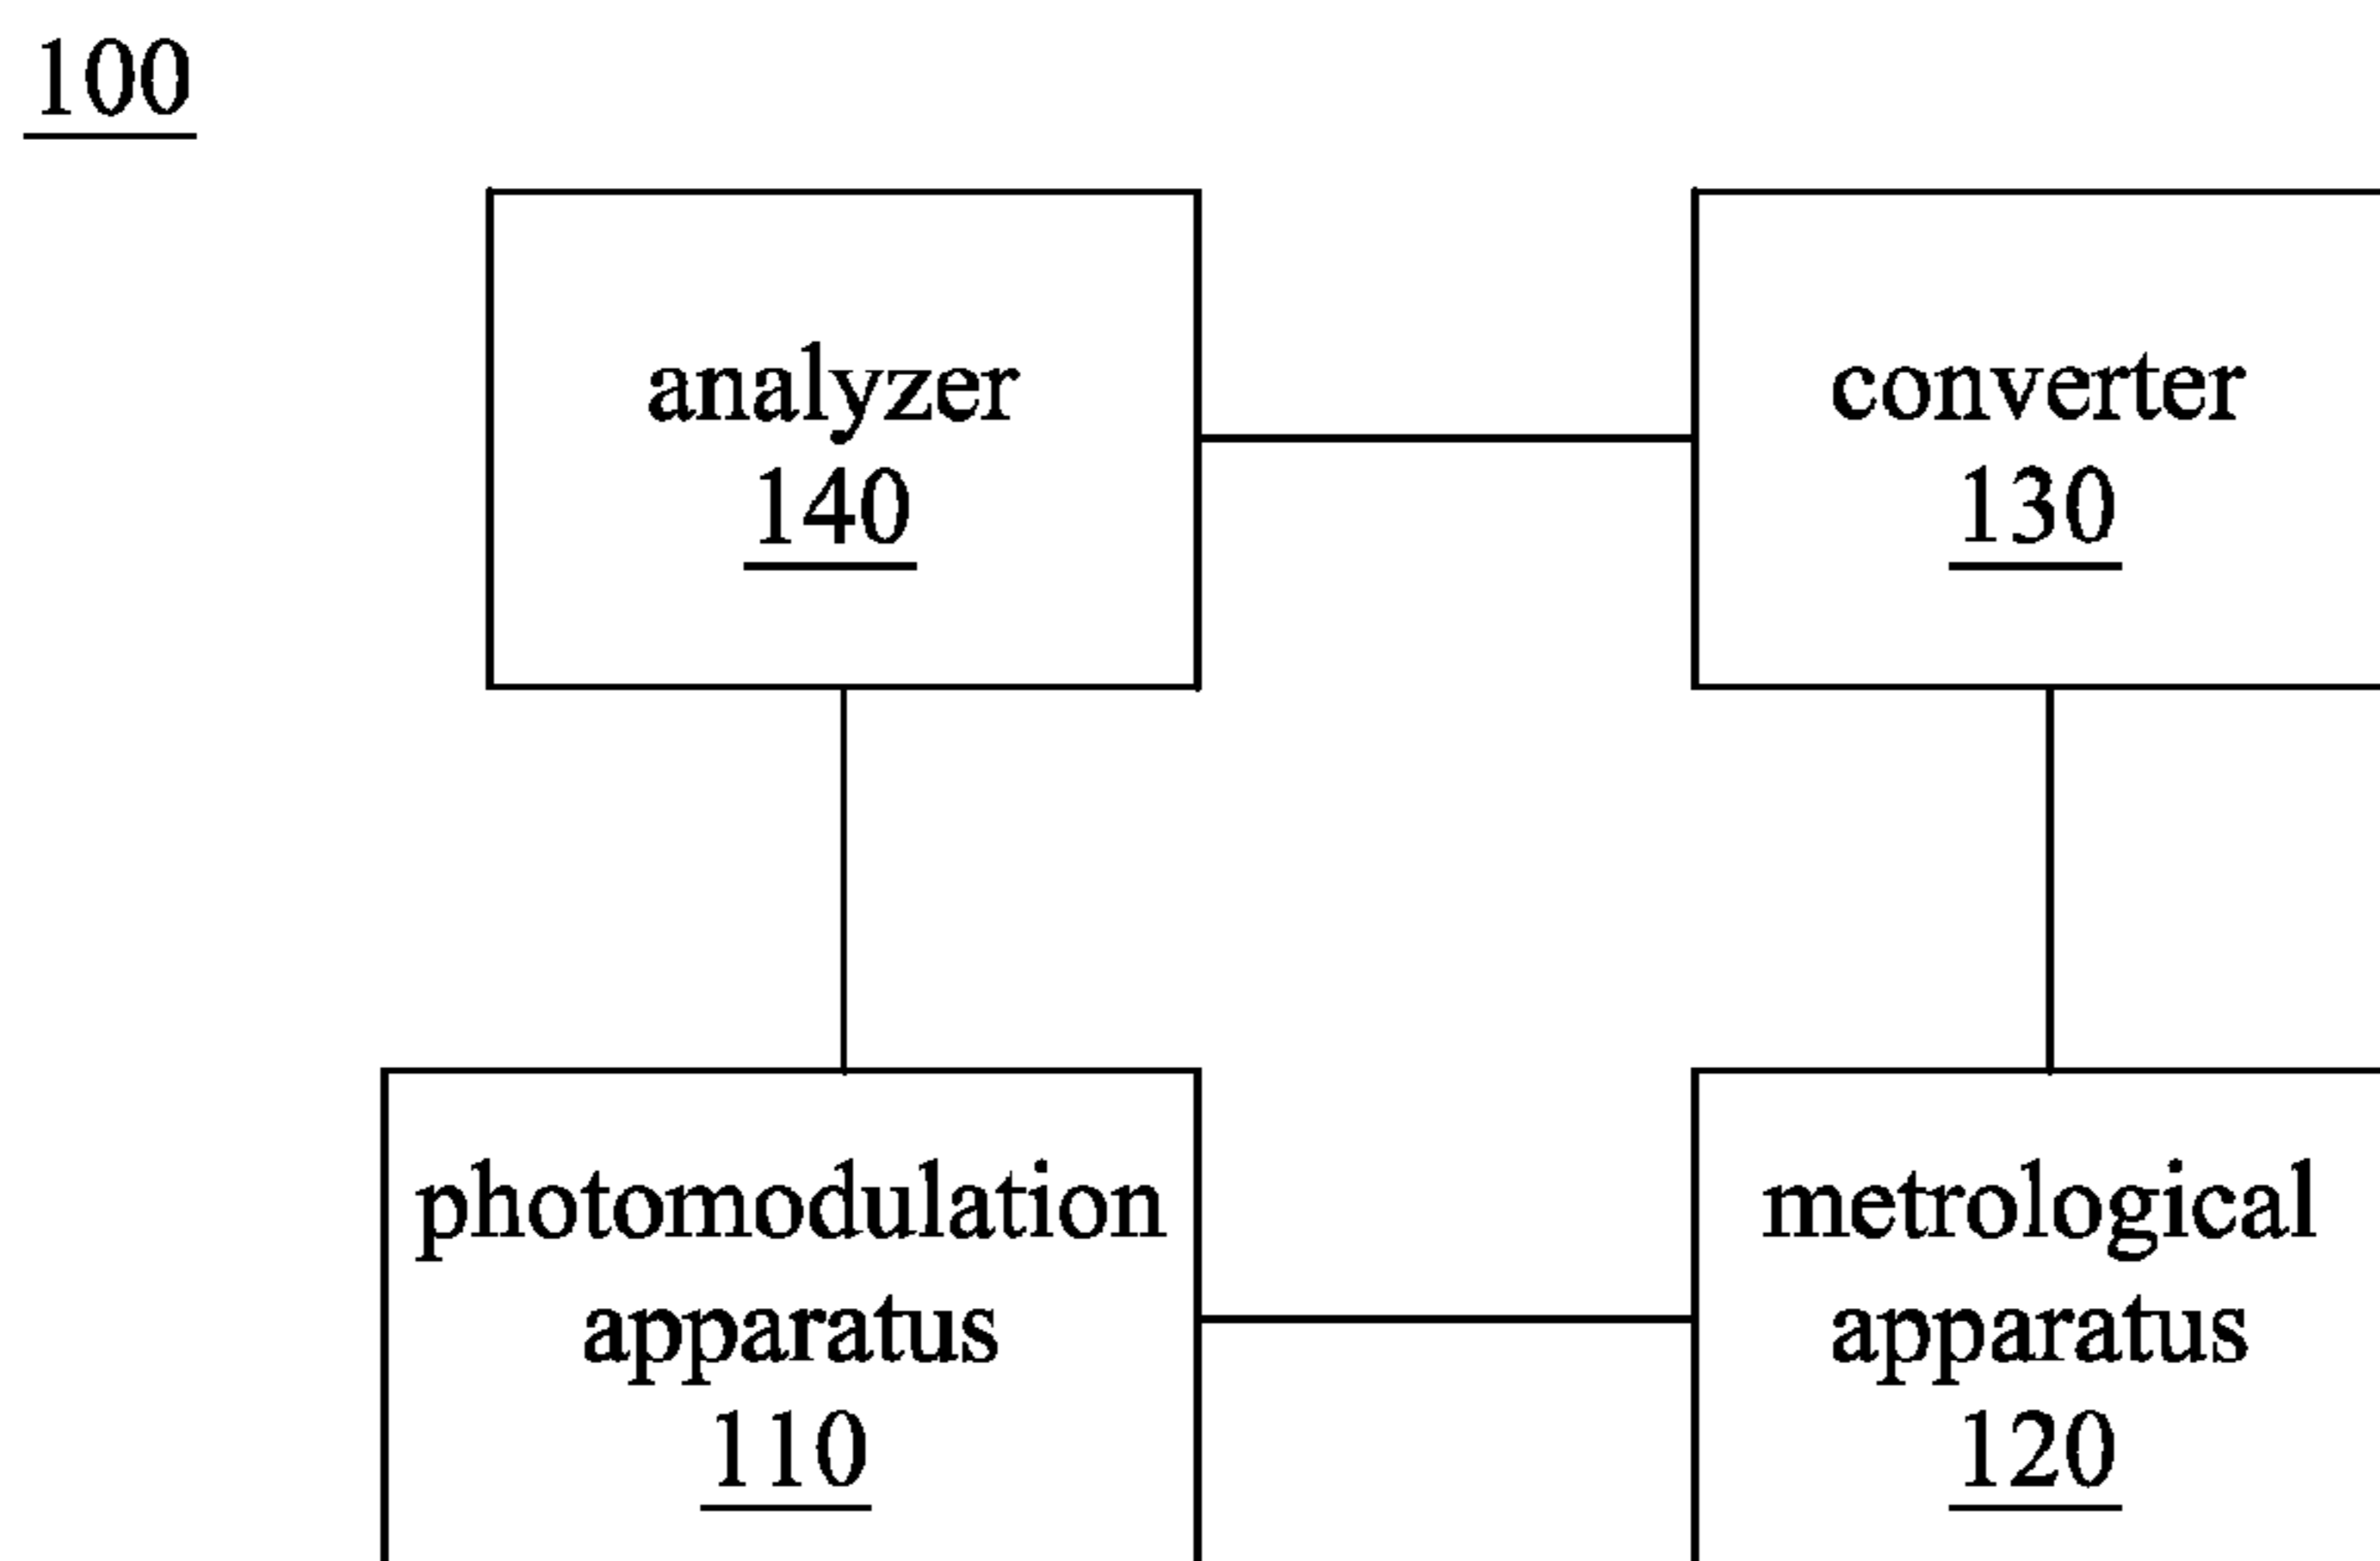 100
analyzer
140
converter
130
photomodulation
apparatus
110
metrological
apparatus
120